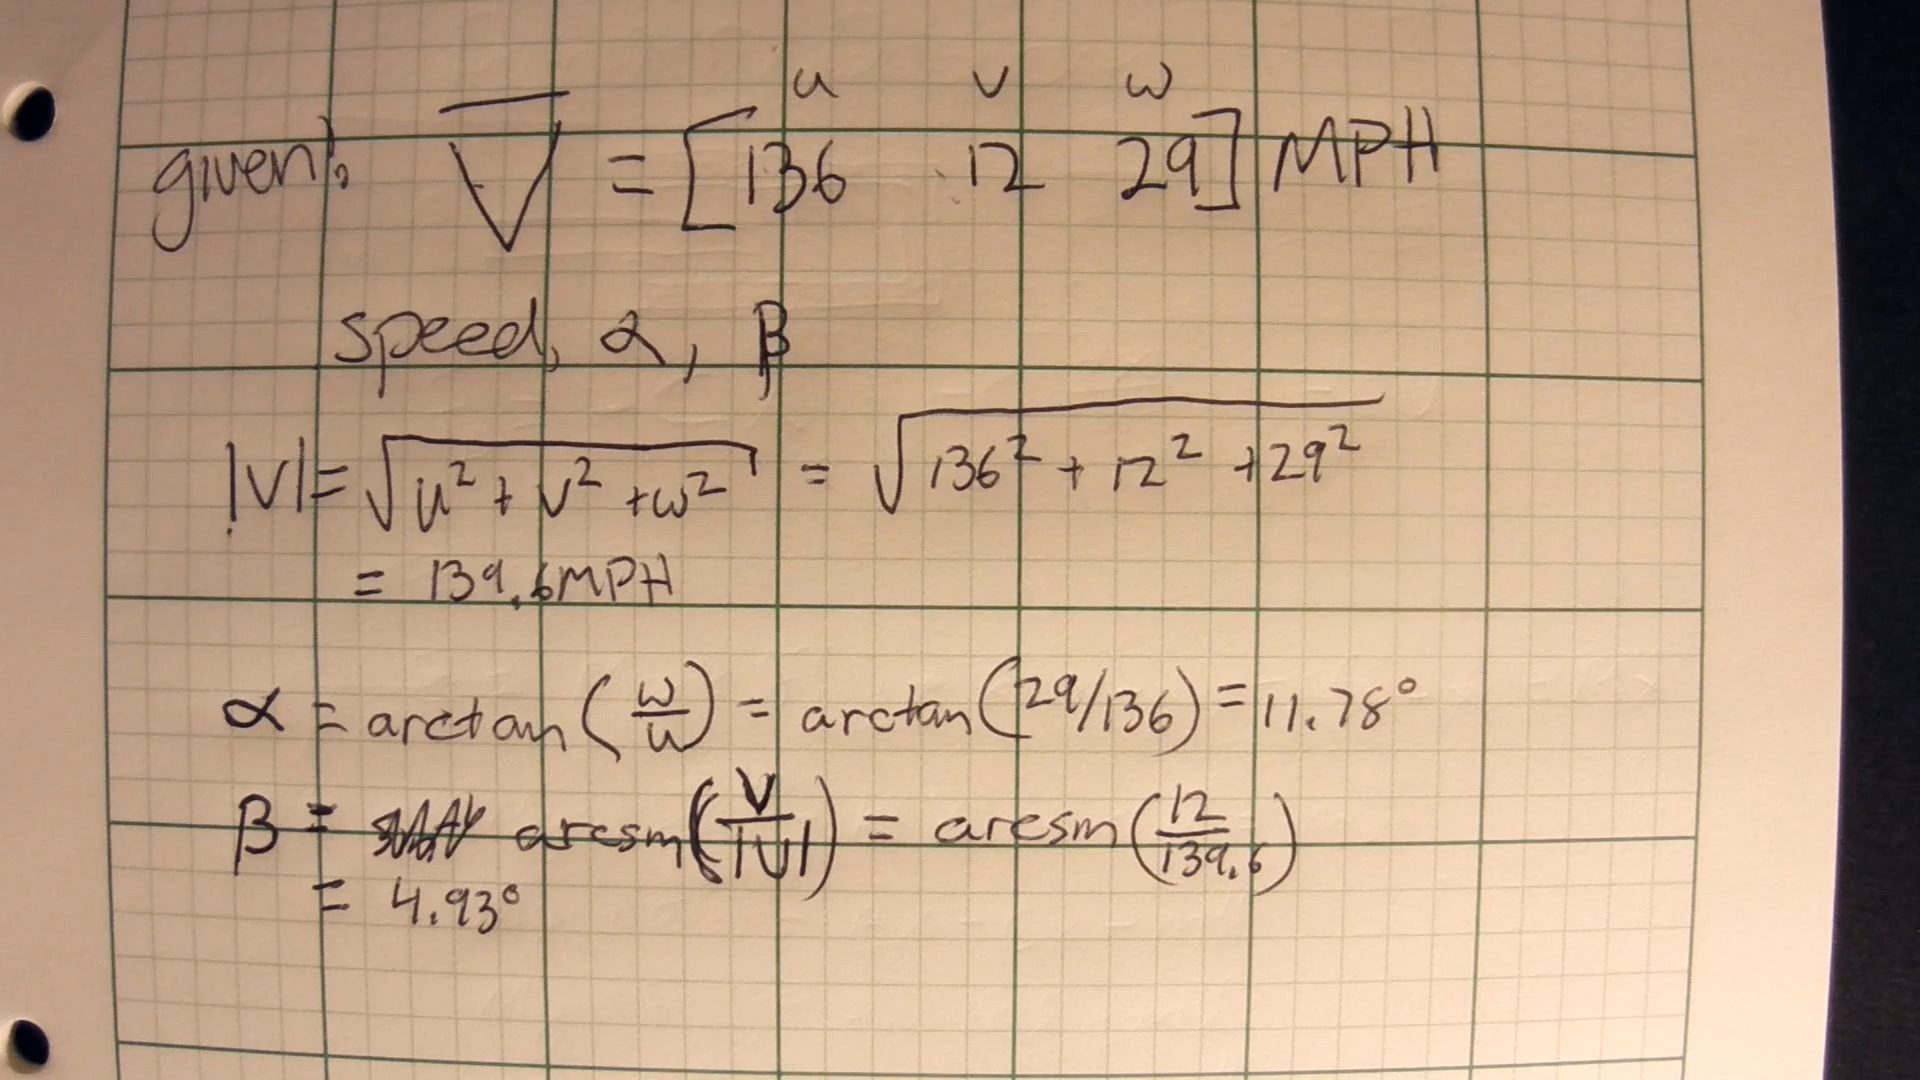 u v w
given: V̅ = [136 12 29] MPH
speed, α, β
|V| = √(u² + v² + w²) = √(136² + 12² + 29²)
= 139.6 MPH
α = arctan(w/u) = arctan(29/136) = 11.78°
β = arcsin(v/|V|) = arcsin(12/139.6)
= 4.93°